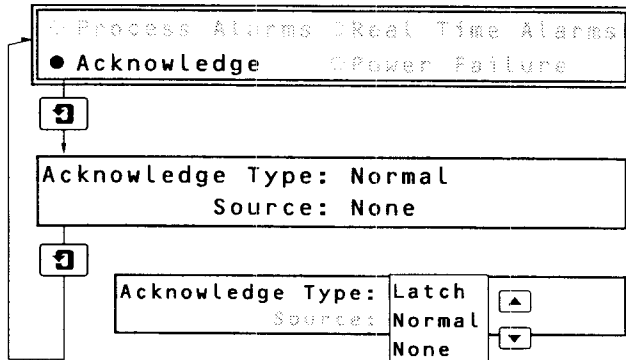 Process Alarms Real Time Alarms
Acknowledge Power Failure
Acknowledge Type: Normal
Source: None
Acknowledge Type: Latch
Source: Normal
None